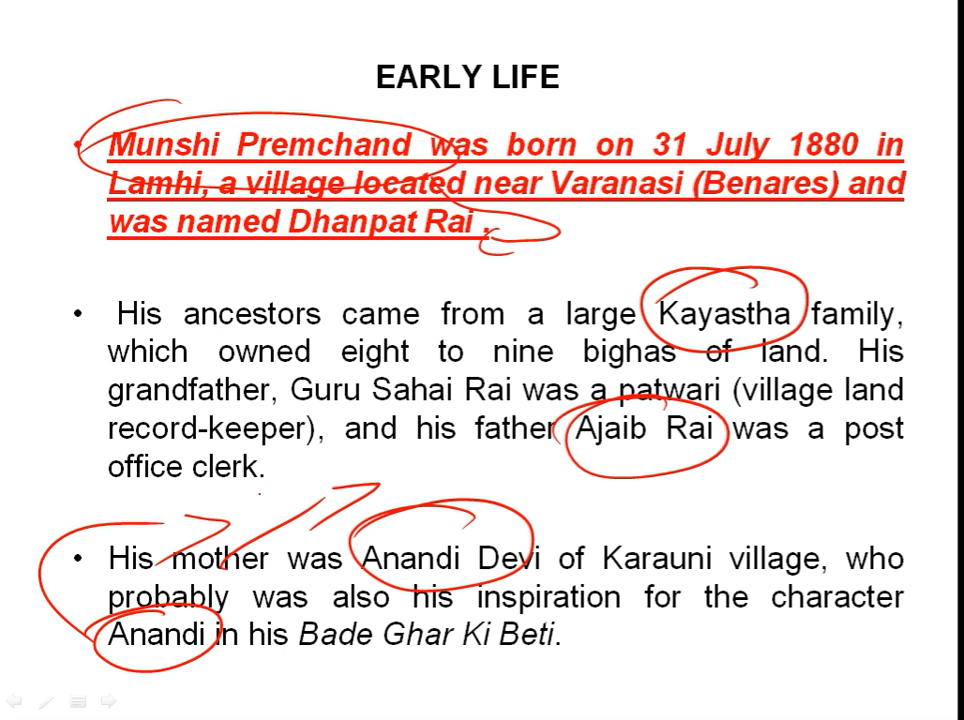 EARLY LIFE
• Munshi Premchand was born on 31 July 1880 in
Lamhi, a village located near Varanasi (Benares) and
was named Dhanpat Rai .
• His ancestors came from a large Kayastha family,
which owned eight to nine bighas of land. His
grandfather, Guru Sahai Rai was a patwari (village land
record-keeper), and his father Ajaib Rai was a post
office clerk.
• His mother was Anandi Devi of Karauni village, who
probably was also his inspiration for the character
Anandi in his Bade Ghar Ki Beti.